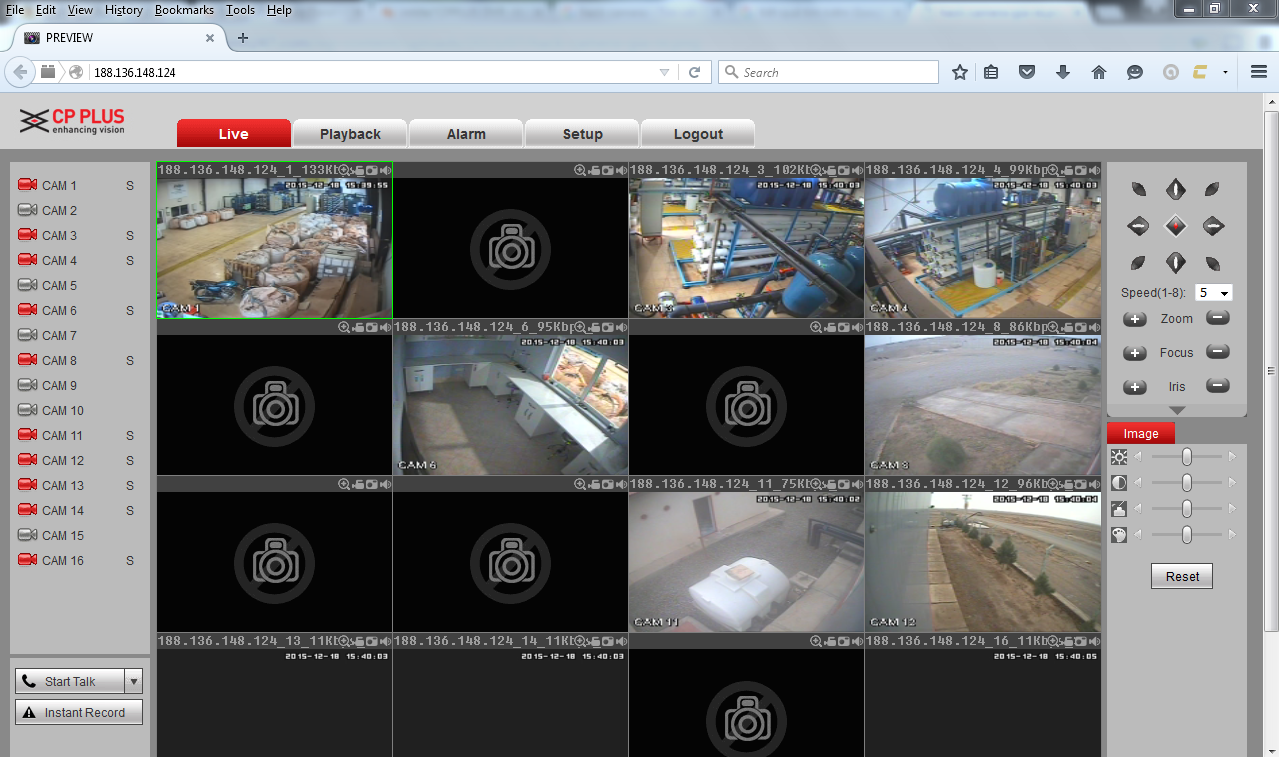 File Edit View History Bookmarks Tools Help
PREVIEW
188.136.148.124
Search
CP PLUS
enhancing vision
Live Playback Alarm Setup Logout
CAM 1 S
CAM 2
CAM 3 S
CAM 4 S
CAM 5
CAM 6 S
CAM 7
CAM 8 S
CAM 9
CAM 10
CAM 11 S
CAM 12 S
CAM 13 S
CAM 14 S
CAM 15
CAM 16 S
Start Talk
Instant Record
188.136.148.124_1_133Kb
2015-12-18 15:39:55
CAM 1
188.136.148.124_3_102K
2015-12-18 15:40:03
CAM 3
188.136.148.124_4_99Kbp
2015-12-18 15:40:03
CAM 4
188.136.148.124_6_95Kbp
2015-12-18 15:40:03
CAM 6
188.136.148.124_8_86Kbp
2015-12-18 15:40:04
CAM 8
188.136.148.124_11_75Kb
2015-12-18 15:40:02
CAM 11
188.136.148.124_12_96Kb
2015-12-18 15:40:04
CAM 12
188.136.148.124_13_11Kb
2015-12-18 15:40:03
188.136.148.124_14_11Kb
2015-12-18 15:40:03
188.136.148.124_16_11Kb
2015-12-18 15:40:05
Speed(1-8): 5
Zoom
Focus
Iris
Image
Reset